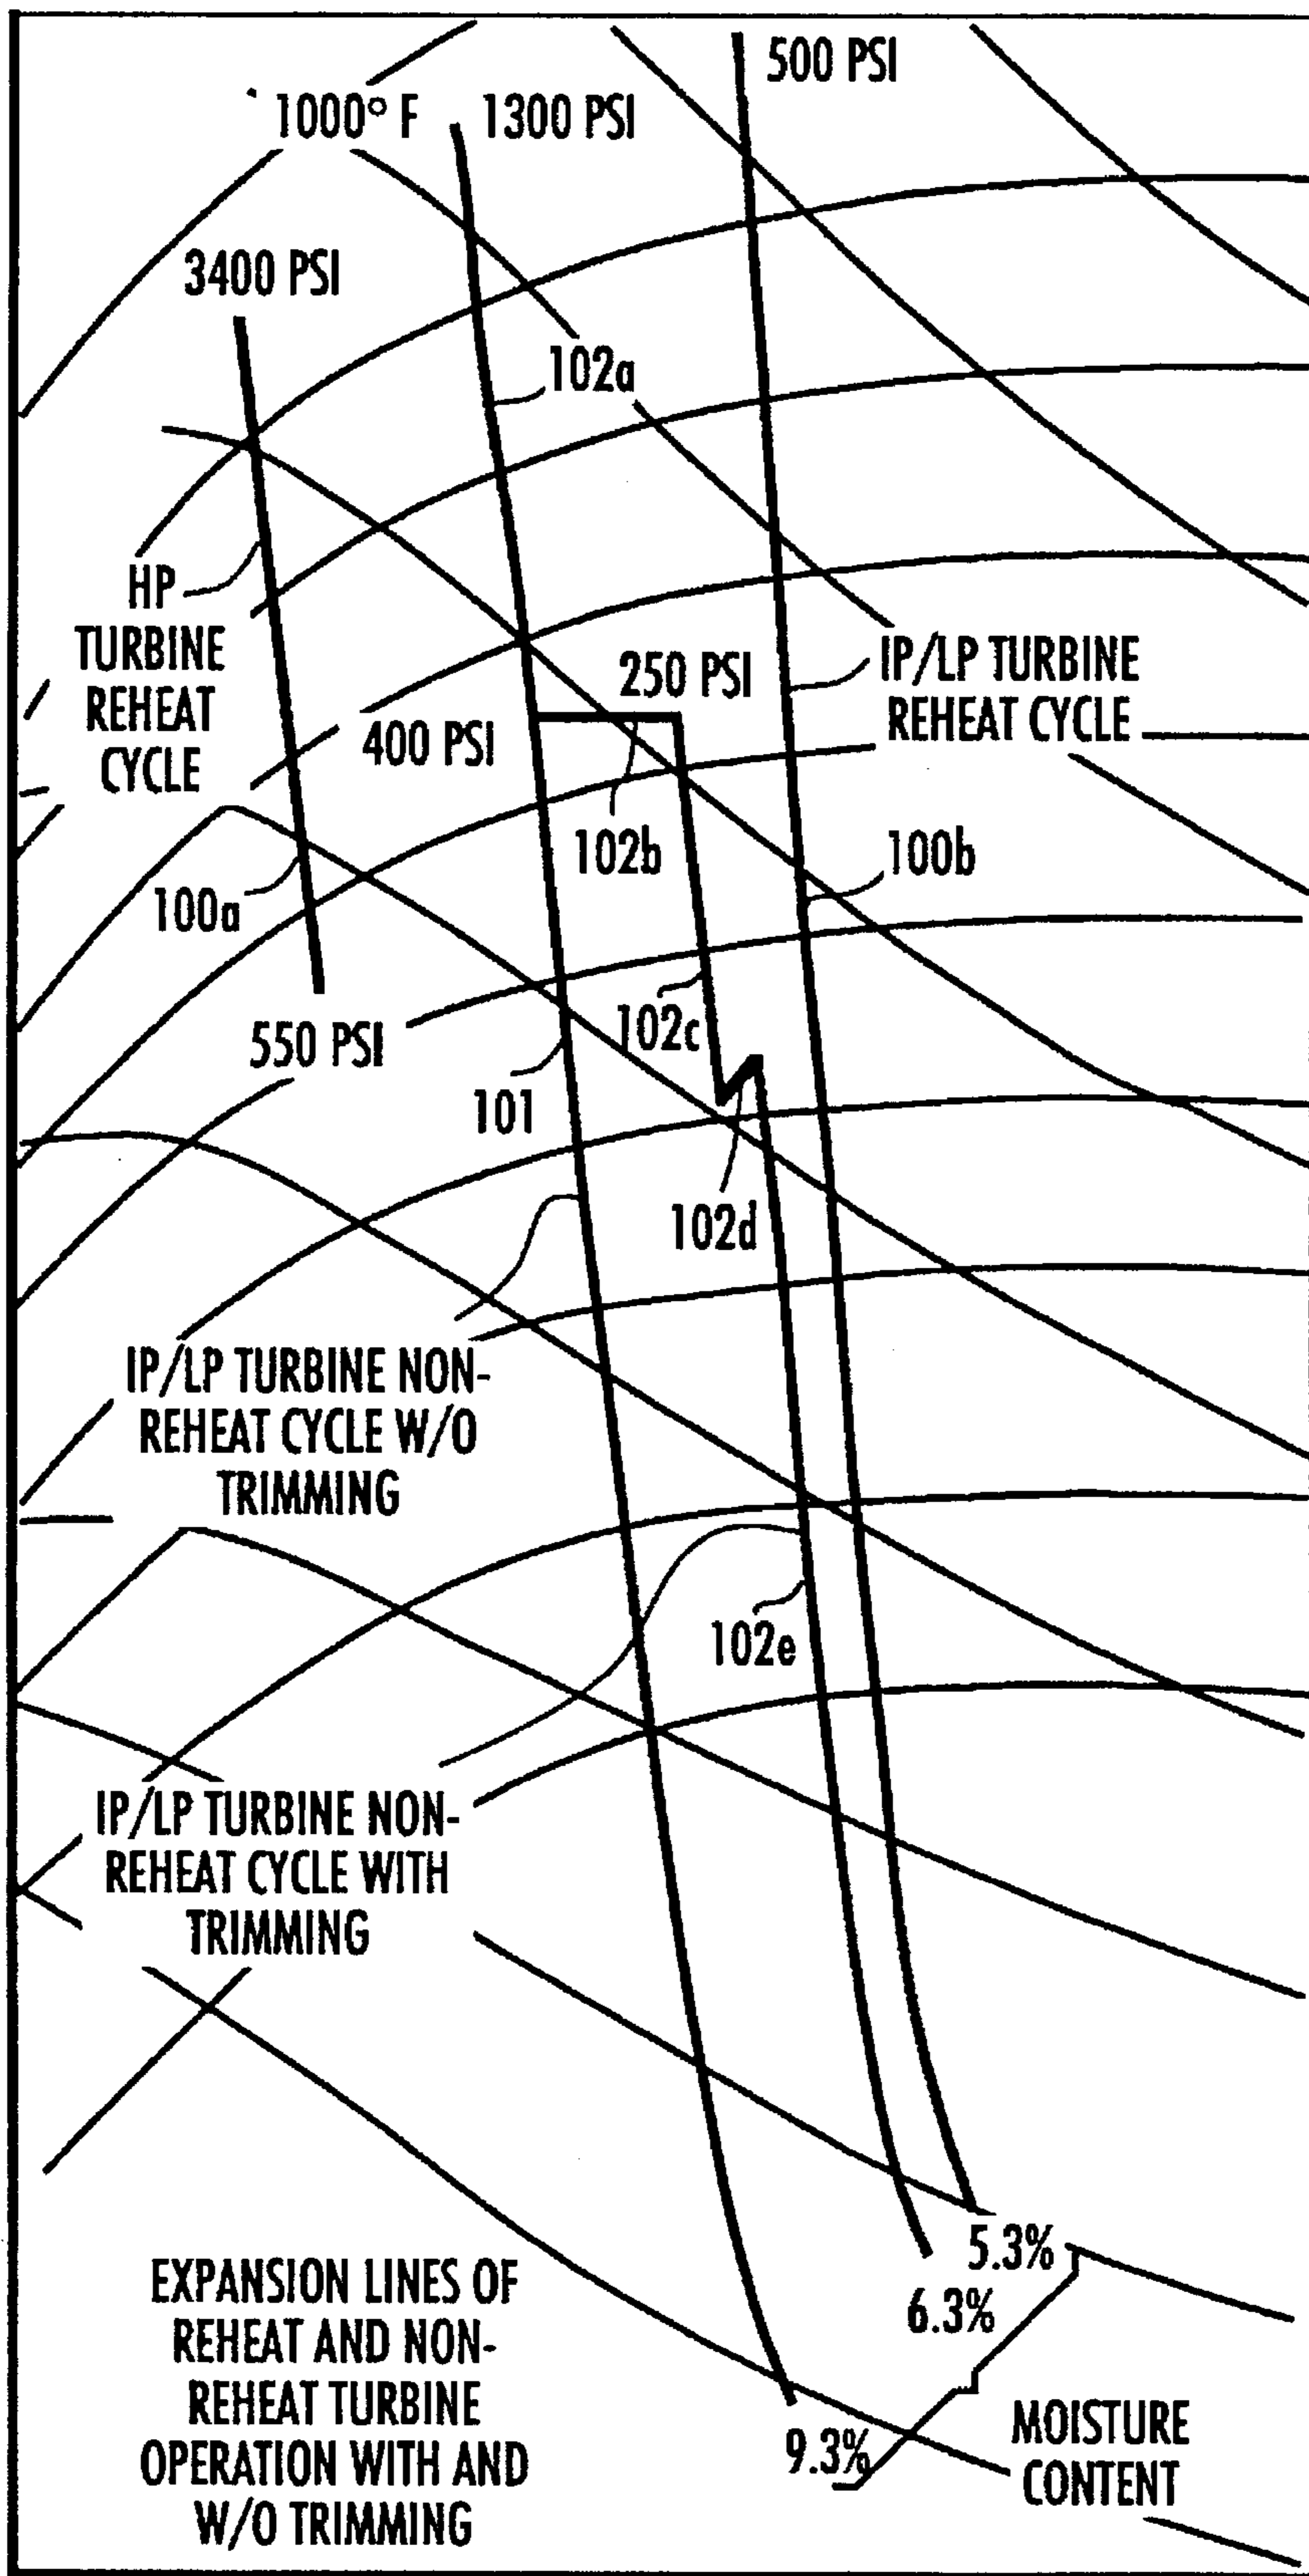 500 PSI
1000° F
1300 PSI
3400 PSI
102a
HP
TURBINE
REHEAT
CYCLE
250 PSI
IP/LP TURBINE
REHEAT CYCLE
400 PSI
102b
100b
100a
102c
550 PSI
101
102d
IP/LP TURBINE NON-
REHEAT CYCLE W/O
TRIMMING
102e
IP/LP TURBINE NON-
REHEAT CYCLE WITH
TRIMMING
5.3%
6.3%
9.3%
MOISTURE
CONTENT
EXPANSION LINES OF
REHEAT AND NON-
REHEAT TURBINE
OPERATION WITH AND
W/O TRIMMING